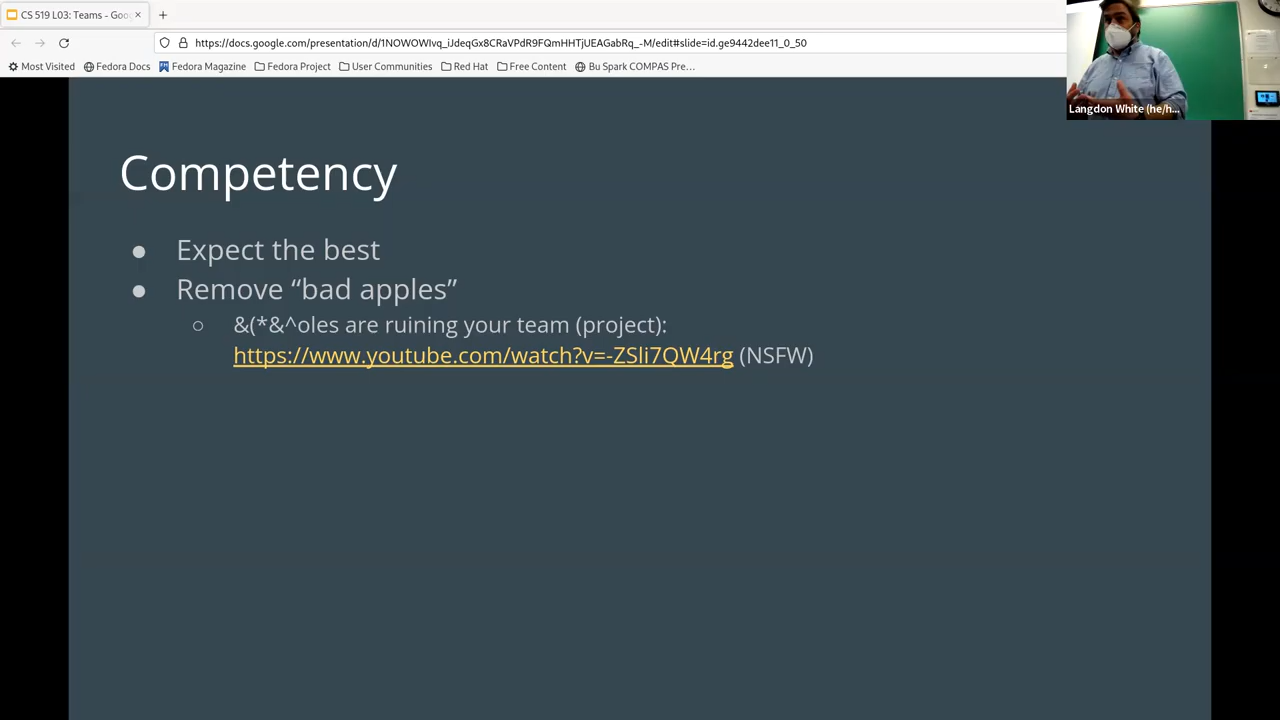 CS 519 L03: Teams - Goo
https://docs.google.com/presentation/d/1NOWOWIvq_iJdeqGx8CRaVPdR9FQmHHTjUEAGabRq_-M/edit#slide=id.ge9442dee11_0_50
Most Visited Fedora Docs Fedora Magazine Fedora Project User Communities Red Hat Free Content Bu Spark COMPAS Pre...
Langdon White (he/h...
Competency
● Expect the best
● Remove “bad apples”
○ &(*&^oles are ruining your team (project):
https://www.youtube.com/watch?v=-ZSli7QW4rg (NSFW)